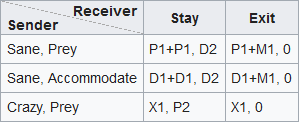 Receiver
Sender
Stay Exit
Sane, Prey P1+P1, D2 P1+M1, 0
Sane, Accommodate D1+D1, D2 D1+M1, 0
Crazy, Prey X1, P2 X1, 0